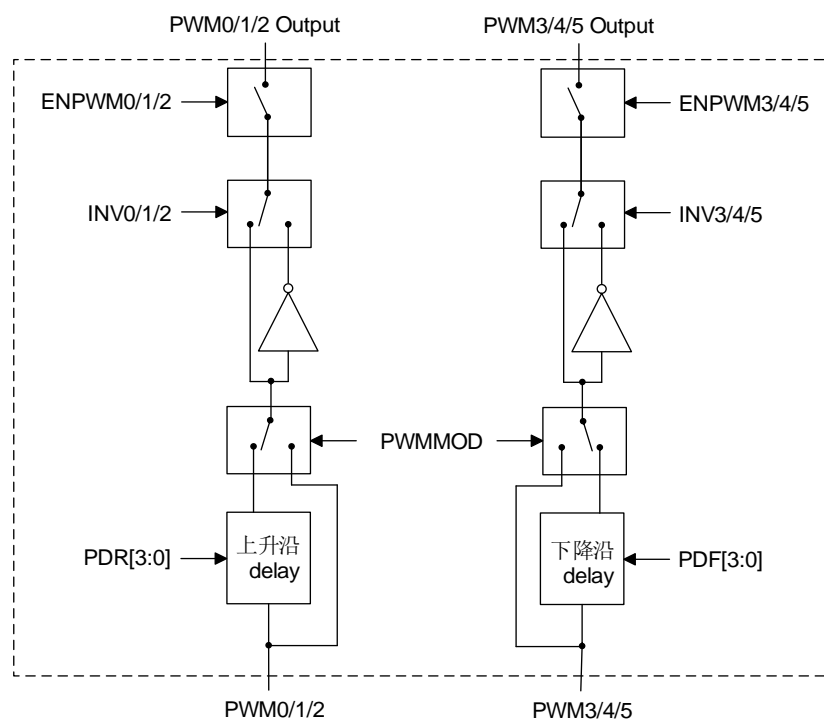 PWM0/1/2 Output
PWM3/4/5 Output
ENPWM0/1/2
ENPWM3/4/5
INV0/1/2
INV3/4/5
PWMMOD
PDR[3:0]
上升沿
delay
下降沿
delay
PDF[3:0]
PWM0/1/2
PWM3/4/5